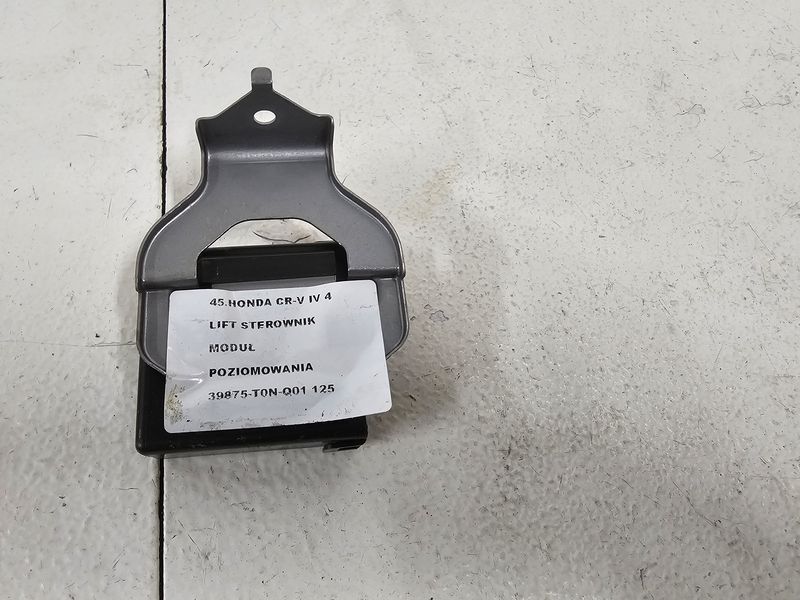 45.HONDA CR-V IV 4
LIFT STEROWNIK
MODUŁ
POZIOMOWANIA
39875-T0N-Q01 125